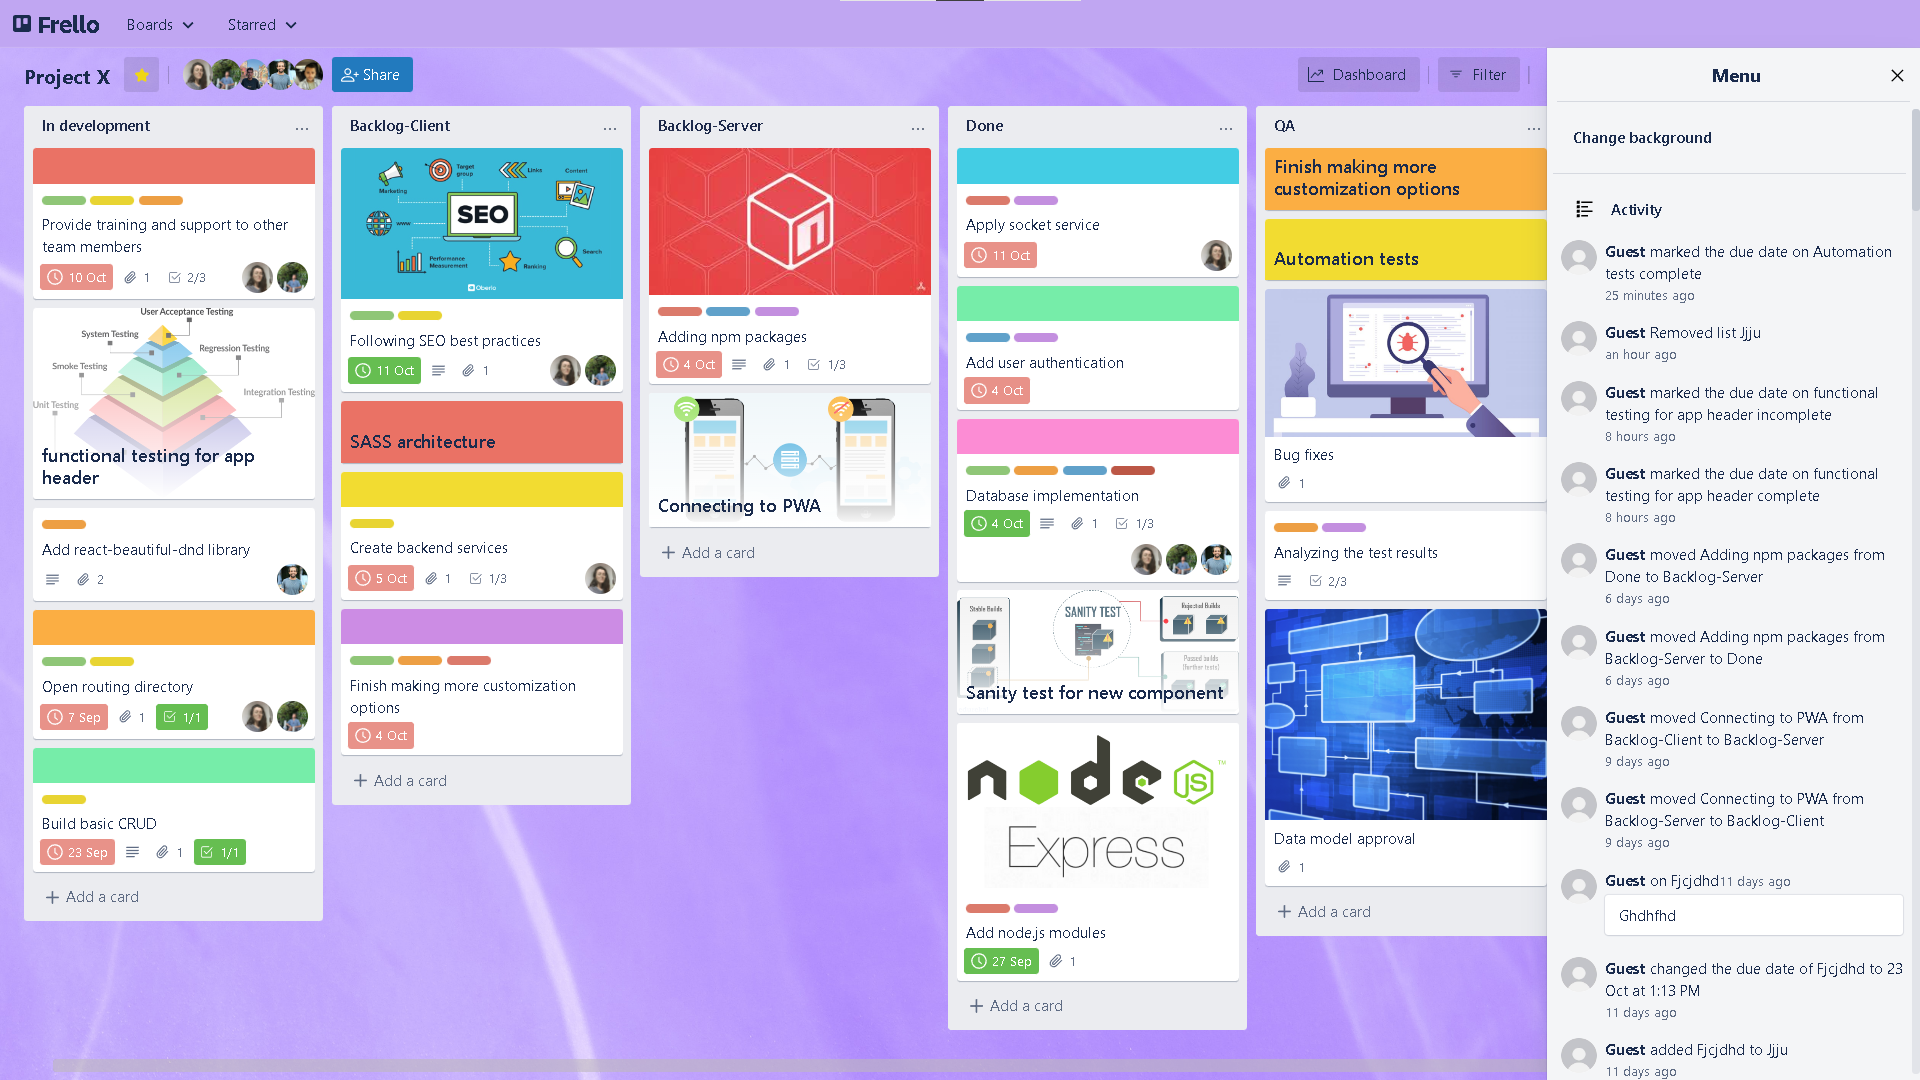 Frello
Boards
Starred
Project X
Share
Dashboard
Filter
In development
...
Provide training and support to other
team members
10 Oct
1
2/3
User Acceptance Testing
System Testing
Regression Testing
Smoke Testing
Integration Testing
Unit Testing
functional testing for app
header
Add react-beautiful-dnd library
2
Open routing directory
7 Sep
1
1/1
Build basic CRUD
23 Sep
1
1/1
+ Add a card
Backlog-Client
...
Target
group
Links
Content
Marketing
SEO
www
Search
Performance
Measurement
Ranking
Oberlo
Following SEO best practices
11 Oct
1
SASS architecture
Create backend services
5 Oct
1
1/3
Finish making more customization
options
4 Oct
+ Add a card
Backlog-Server
...
Adding npm packages
4 Oct
1
1/3
Connecting to PWA
+ Add a card
Done
...
Apply socket service
11 Oct
Add user authentication
4 Oct
Database implementation
4 Oct
1
1/3
Stable Builds
SANITY TEST
Rejected Builds
Passed builds
(further tests)
Sanity test for new component
node
JS
TM
Express
Add node.js modules
27 Sep
1
+ Add a card
QA
...
Finish making more
customization options
Automation tests
Bug fixes
1
Analyzing the test results
2/3
Data model approval
1
+ Add a card
Menu
Change background
Activity
Guest marked the due date on Automation
tests complete
25 minutes ago
Guest Removed list Jjju
an hour ago
Guest marked the due date on functional
testing for app header incomplete
8 hours ago
Guest marked the due date on functional
testing for app header complete
8 hours ago
Guest moved Adding npm packages from
Done to Backlog-Server
6 days ago
Guest moved Adding npm packages from
Backlog-Server to Done
6 days ago
Guest moved Connecting to PWA from
Backlog-Client to Backlog-Server
9 days ago
Guest moved Connecting to PWA from
Backlog-Server to Backlog-Client
9 days ago
Guest on Fjcjdhd11 days ago
Ghdhfhd
Guest changed the due date of Fjcjdhd to 23
Oct at 1:13 PM
11 days ago
Guest added Fjcjdhd to Jjju
11 days ago